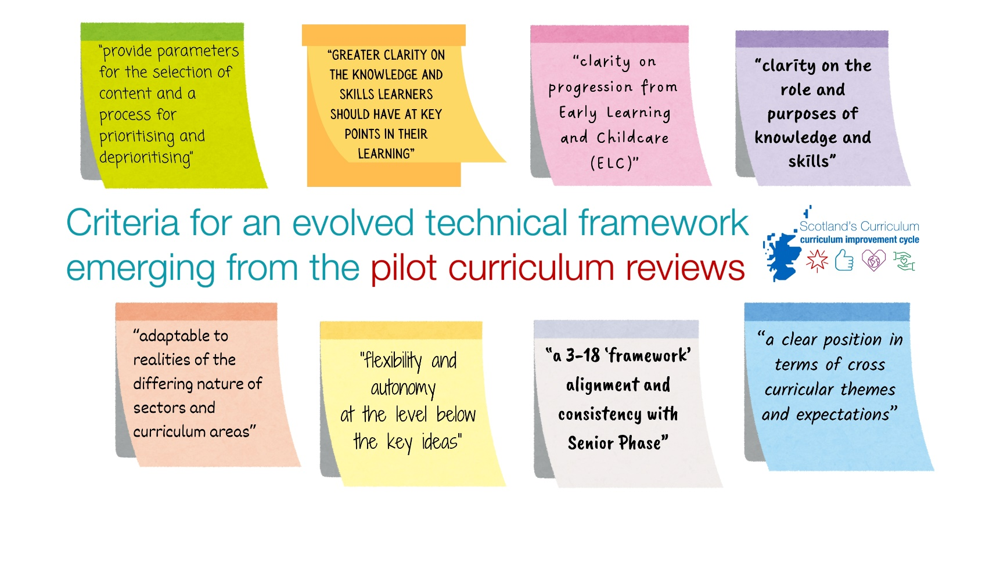 “provide parameters
for the selection of
content and a
process for
prioritising and
deprioritising”
“GREATER CLARITY ON
THE KNOWLEDGE AND
SKILLS LEARNERS
SHOULD HAVE AT KEY
POINTS IN THEIR
LEARNING”
“clarity on
progression from
Early Learning
and Childcare
(ELC)”
“clarity on the
role and
purposes of
knowledge and
skills”
Criteria for an evolved technical framework
emerging from the pilot curriculum reviews
Scotland's Curriculum
curriculum improvement cycle
“adaptable to
realities of the
differing nature of
sectors and
curriculum areas”
"flexibility and
autonomy
at the level below
the key ideas"
“a 3-18 ‘framework’
alignment and
consistency with
Senior Phase”
“a clear position in
terms of cross
curricular themes
and expectations”